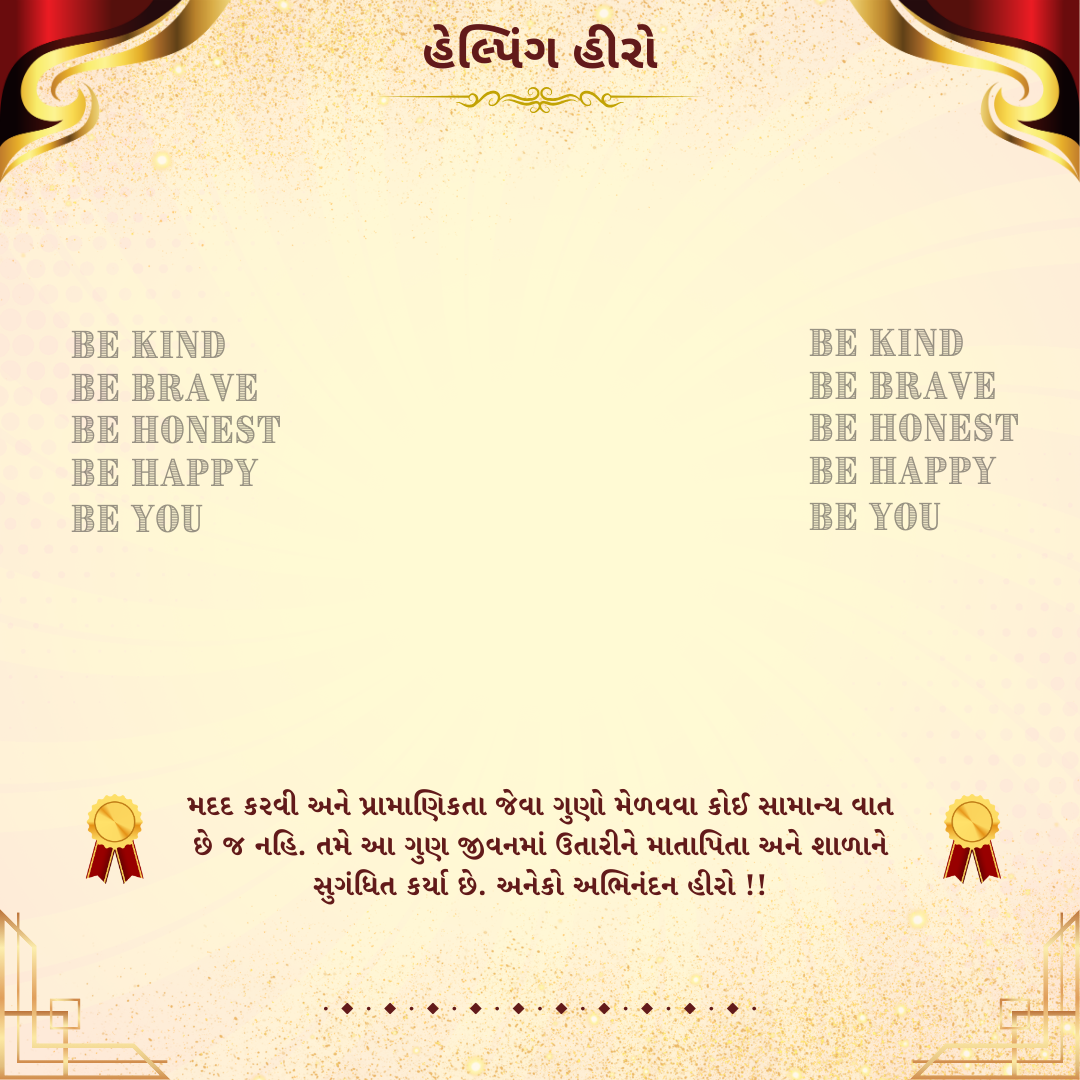 હેલ્પિંગ હીરો
BE KIND
BE BRAVE
BE HONEST
BE HAPPY
BE YOU
BE KIND
BE BRAVE
BE HONEST
BE HAPPY
BE YOU
મદદ કરવી અને પ્રામાણિકતા જેવા ગુણો મેળવવા કોઈ સામાન્ય વાત
છે જ નહિ. તમે આ ગુણ જીવનમાં ઉતારીને માતાપિતા અને શાળાને
સુગંધિત કર્યા છે. અનેકો અભિનંદન હીરો !!